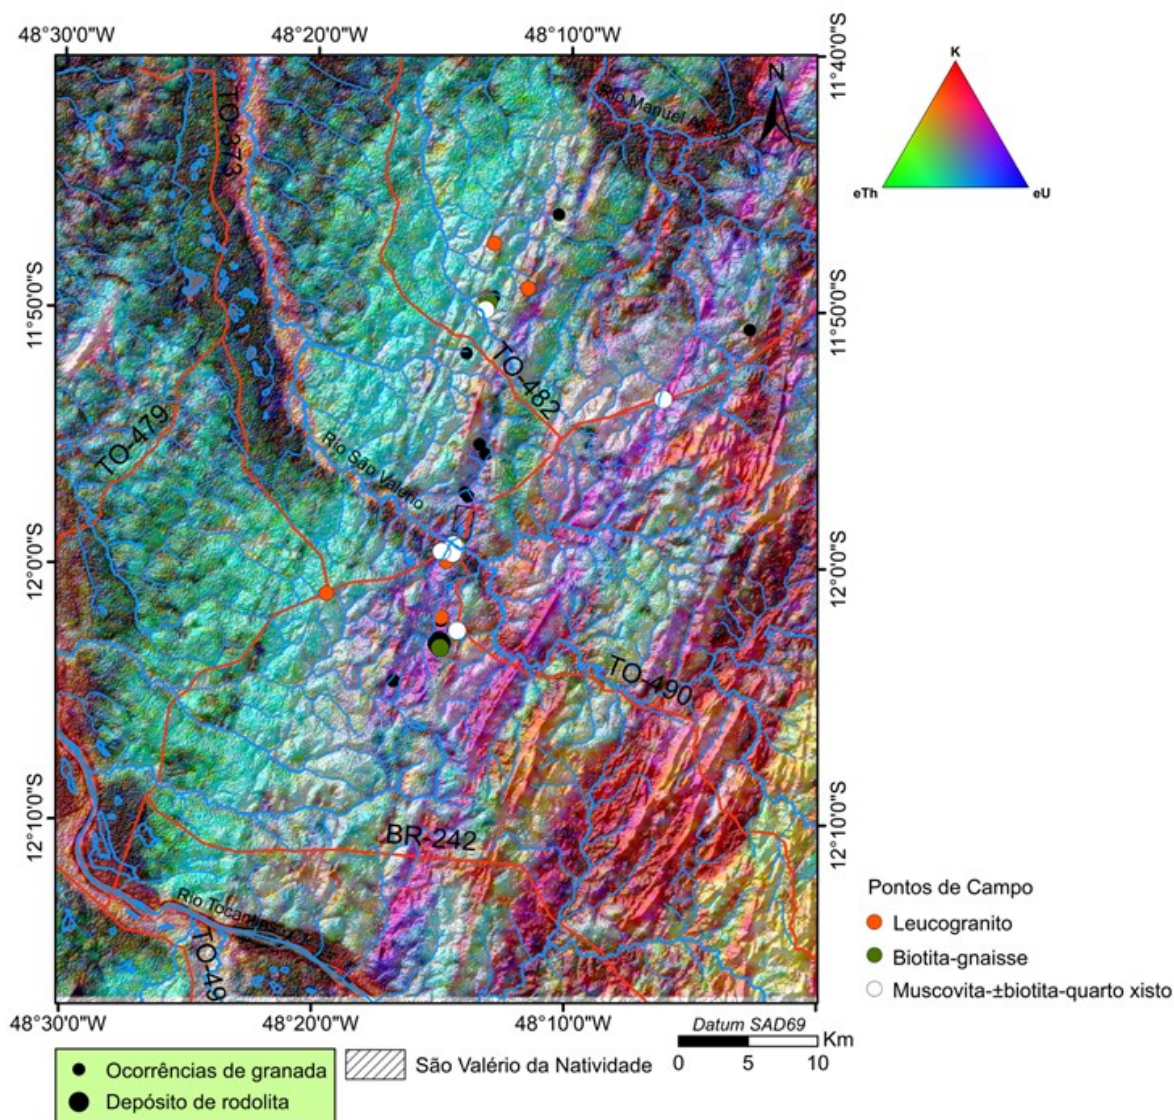 48°30'0"W
48°20'0"W
48°10'0"W
K
eTh
eU
11°40'0"S
N
Rio Manuel Alves
TO-373
11°50'0"S
11°50'0"S
TO-482
TO-479
Rio São Valério
12°0'0"S
12°0'0"S
TO-490
12°10'0"S
12°10'0"S
BR-242
Rio Tocantins
TO-49
Pontos de Campo
Leucogranito
Biotita-gnaisse
Muscovita-±biotita-quarto xisto
48°30'0"W
48°20'0"W
48°10'0"W
Datum SAD69
Km
0 5 10
Ocorrências de granada
Depósito de rodolita
São Valério da Natividade